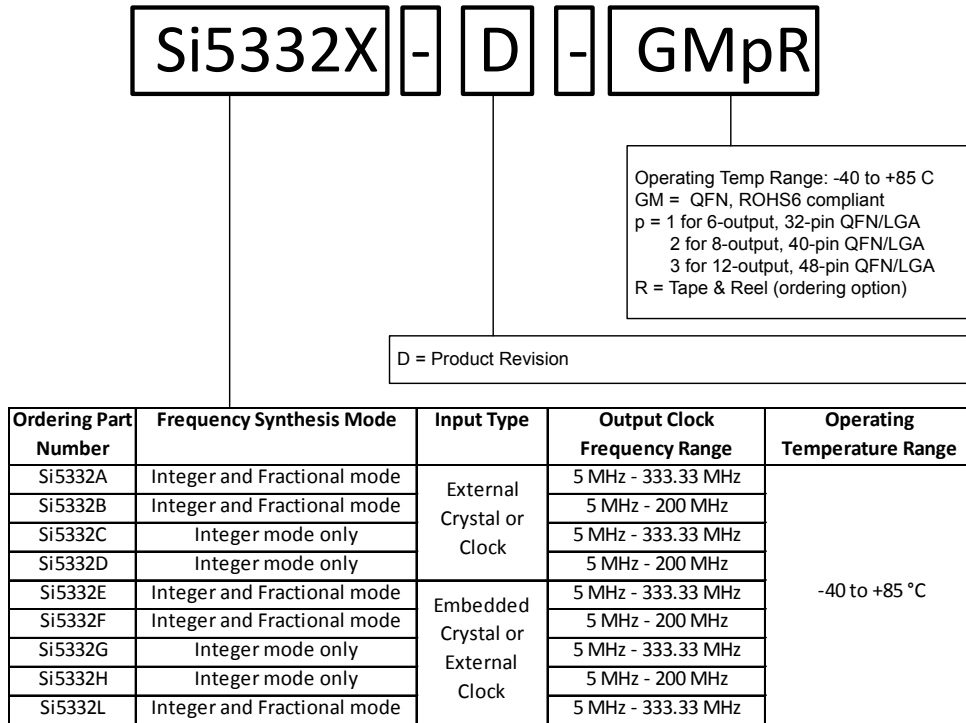 Si5332X - D - GMpR
Operating Temp Range: -40 to +85 C
GM = QFN, ROHS6 compliant
p = 1 for 6-output, 32-pin QFN/LGA
2 for 8-output, 40-pin QFN/LGA
3 for 12-output, 48-pin QFN/LGA
R = Tape & Reel (ordering option)
D = Product Revision
Ordering Part Number Frequency Synthesis Mode Input Type Output Clock Frequency Range Operating Temperature Range
Si5332A Integer and Fractional mode External Crystal or Clock 5 MHz - 333.33 MHz -40 to +85 °C
Si5332B Integer and Fractional mode 5 MHz - 200 MHz
Si5332C Integer mode only 5 MHz - 333.33 MHz
Si5332D Integer mode only 5 MHz - 200 MHz
Si5332E Integer and Fractional mode Embedded Crystal or External Clock 5 MHz - 333.33 MHz
Si5332F Integer and Fractional mode 5 MHz - 200 MHz
Si5332G Integer mode only 5 MHz - 333.33 MHz
Si5332H Integer mode only 5 MHz - 200 MHz
Si5332L Integer and Fractional mode 5 MHz - 333.33 MHz